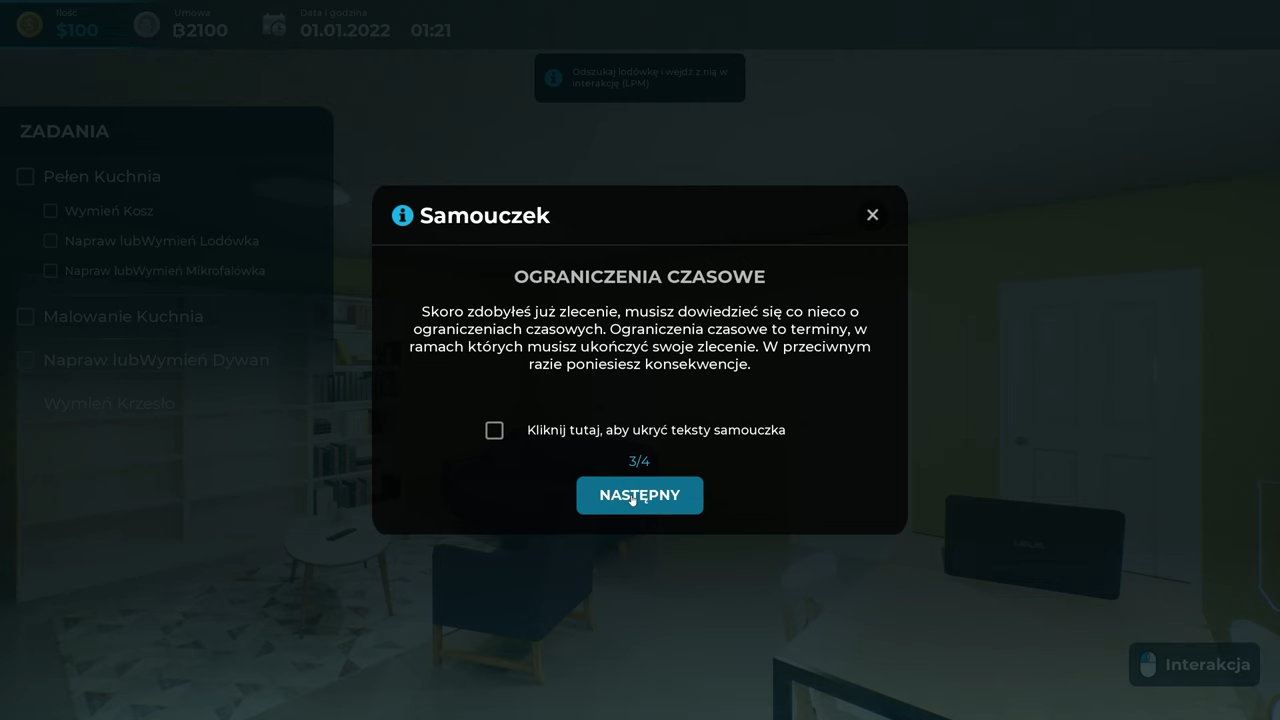 Ilość
$100
Umowa
₿2100
Data i godzina
01.01.2022 01:21
Odszukaj lodówkę i wejdź z nią w
interakcję (LPM)
ZADANIA
Pełen Kuchnia
Wymień Kosz
Napraw lubWymień Lodówka
Napraw lubWymień Mikrofalówka
Malowanie Kuchnia
Napraw lubWymień Dywan
Wymień Krzesło
Samouczek
OGRANICZENIA CZASOWE
Skoro zdobyłeś już zlecenie, musisz dowiedzieć się co nieco o
ograniczeniach czasowych. Ograniczenia czasowe to terminy, w
ramach których musisz ukończyć swoje zlecenie. W przeciwnym
razie poniesiesz konsekwencje.
Kliknij tutaj, aby ukryć teksty samouczka
3/4
NASTĘPNY
Interakcja